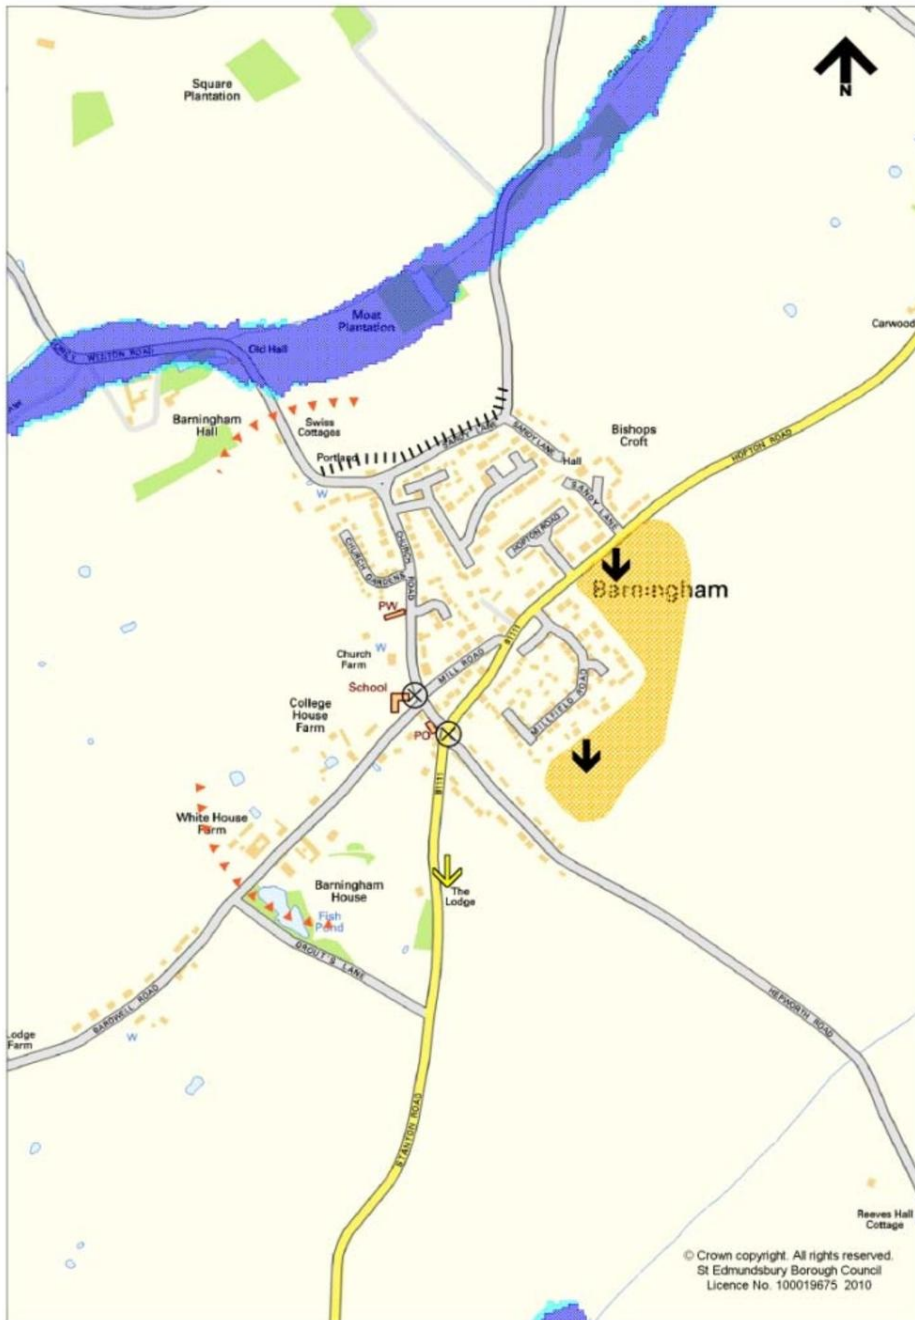 Square
Plantation
N
Moat
Plantation
Carwood
WESTON ROAD
Old Hall
Barningham
Hall
Swiss
Cottages
Portland
SANDY LANE
SANDY LANE
Hall
Bishops
Croft
HOPTON ROAD
W
SANDY LANE
HOPTON ROAD
CHURCH GARDENS
CHURCH ROAD
Barningham
PW
B1111
Church
Farm
W
MILL ROAD
School
College
House
Farm
MILLFIELD ROAD
PO
B1111
White House
Farm
Barningham
House
The
Lodge
Fish
Pond
GROUT'S LANE
BARDWELL ROAD
HEPWORTH ROAD
Lodge
Farm
W
STANTON ROAD
Reeves Hall
Cottage
© Crown copyright. All rights reserved.
St Edmundsbury Borough Council
Licence No. 100019675 2010